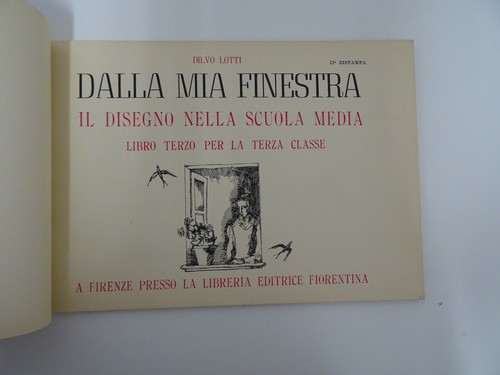 DILVO LOTTI
IIª RISTAMPA
DALLA MIA FINESTRA
IL DISEGNO NELLA SCUOLA MEDIA
LIBRO TERZO PER LA TERZA CLASSE
A FIRENZE PRESSO LA LIBRERIA EDITRICE FIORENTINA